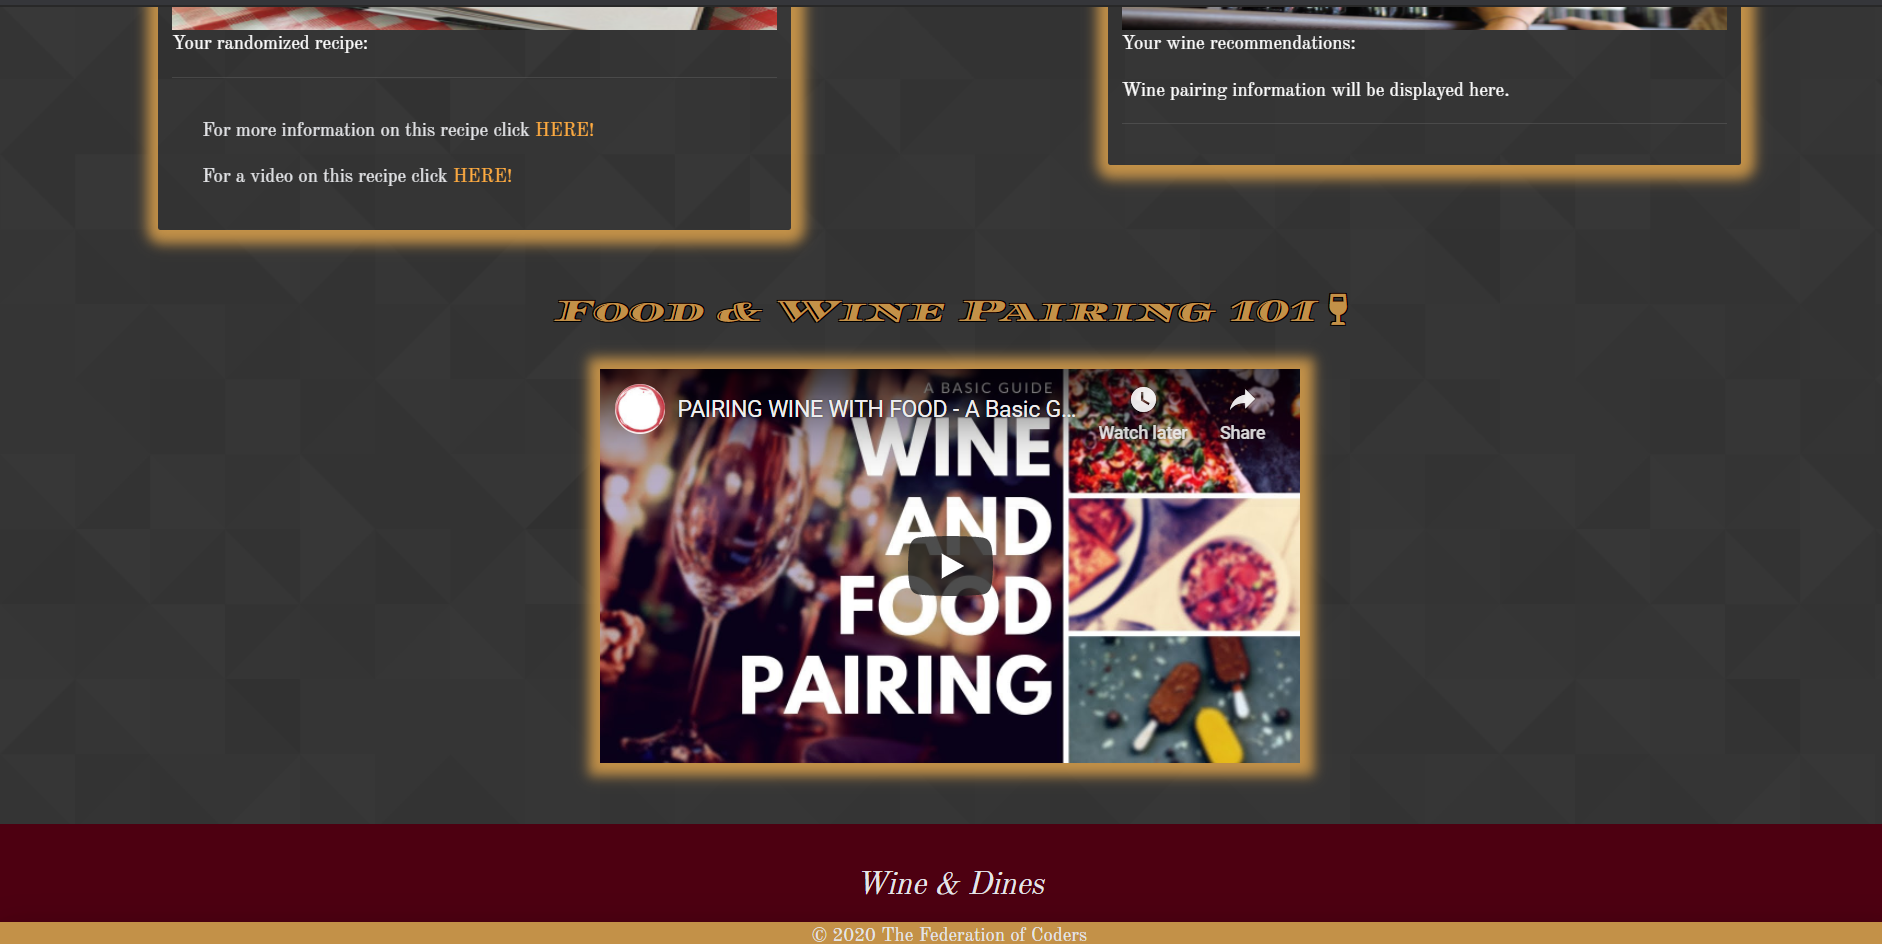 Your randomized recipe:
For more information on this recipe click HERE!
For a video on this recipe click HERE!
Your wine recommendations:
Wine pairing information will be displayed here.
Food & Wine Pairing 101
A BASIC GUIDE
PAIRING WINE WITH FOOD - A Basic G...
Watch later
Share
WINE
AND
FOOD
PAIRING
Wine & Dines
© 2020 The Federation of Coders